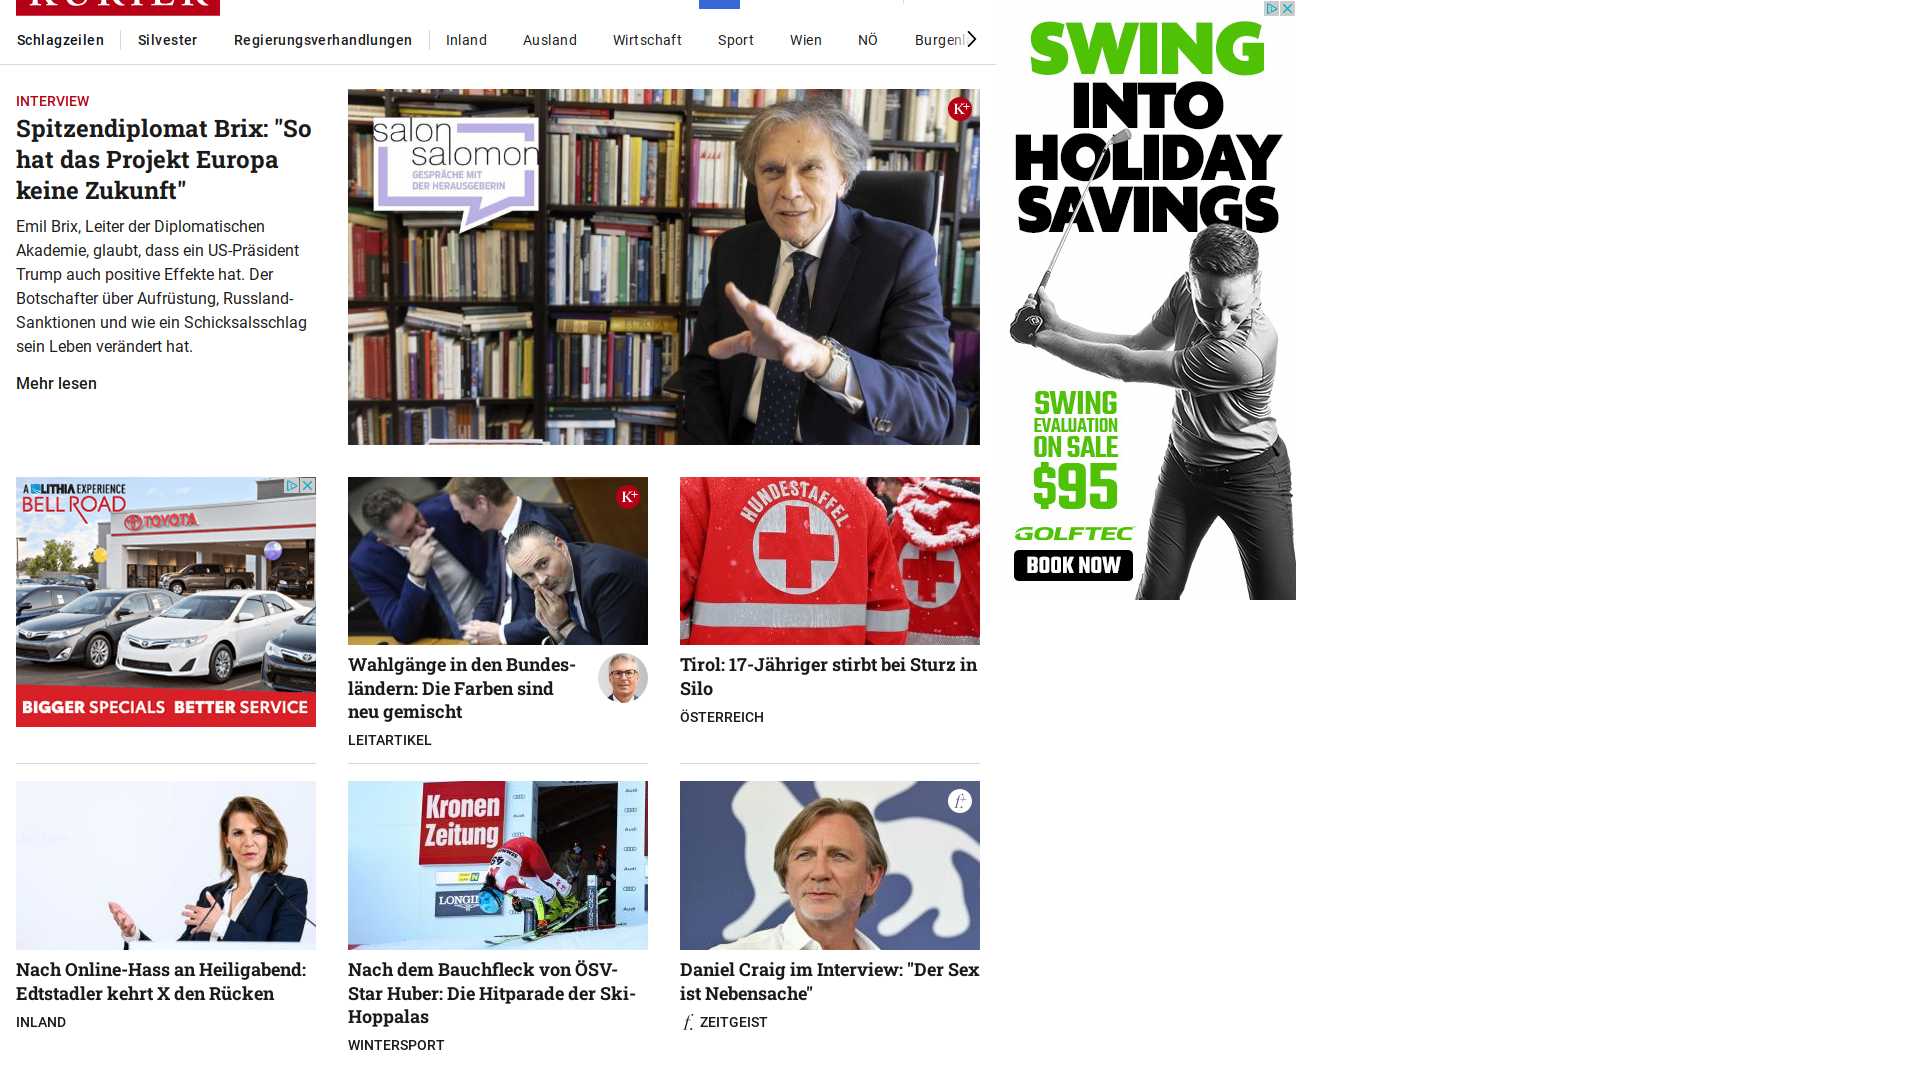 KURIER
Schlagzeilen
Silvester
Regierungsverhandlungen
Inland
Ausland
Wirtschaft
Sport
Wien
NÖ
INTERVIEW
Spitzendiplomat Brix: "So
hat das Projekt Europa
keine Zukunft"
Emil Brix, Leiter der Diplomatischen
Akademie, glaubt, dass ein US-Präsident
Trump auch positive Effekte hat. Der
Botschafter über Aufrüstung, Russland-
Sanktionen und wie ein Schicksalsschlag
sein Leben verändert hat.
Mehr lesen
salon
salomon
GESPRÄCHE MIT
DER HERAUSGEBERIN
K+
SWING
INTO
HOLIDAY
SAVINGS
SWING
EVALUATION
ON SALE
$95
GOLFTEC
BOOK NOW
A LITHIA EXPERIENCE
BELL ROAD
TOYOTA
BIGGER SPECIALS BETTER SERVICE
K+
Wahlgänge in den Bundes-
ländern: Die Farben sind
neu gemischt
LEITARTIKEL
HUNDESTAFFEL
Tirol: 17-Jähriger stirbt bei Sturz in
Silo
ÖSTERREICH
Nach Online-Hass an Heiligabend:
Edtstadler kehrt X den Rücken
INLAND
Kronen
Zeitung
LONGINES
Nach dem Bauchfleck von ÖSV-
Star Huber: Die Hitparade der Ski-
Hoppalas
WINTERSPORT
f+
Daniel Craig im Interview: "Der Sex
ist Nebensache"
f. ZEITGEIST